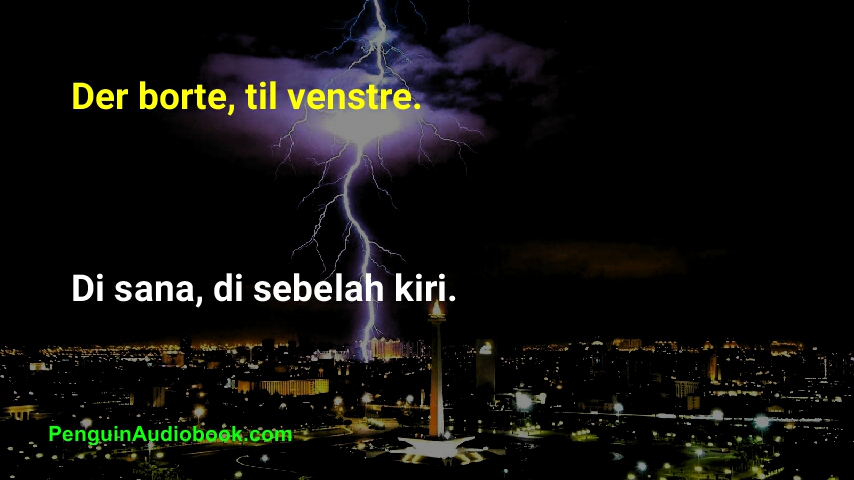 Der borte, til venstre.
Di sana, di sebelah kiri.
PenguinAudiobook.com